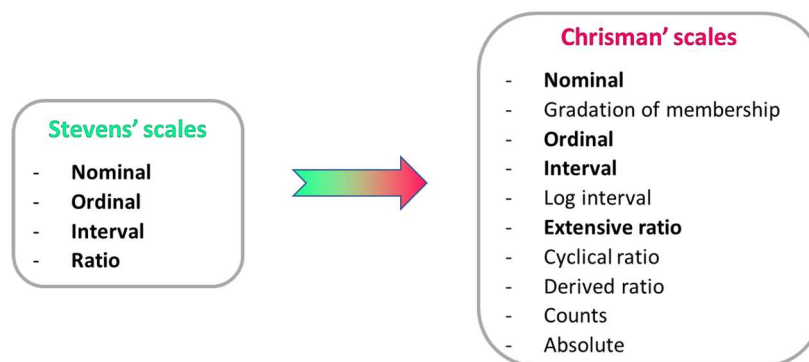 Stevens' scales
- Nominal
- Ordinal
- Interval
- Ratio
Chrisman' scales
- Nominal
- Gradation of membership
- Ordinal
- Interval
- Log interval
- Extensive ratio
- Cyclical ratio
- Derived ratio
- Counts
- Absolute